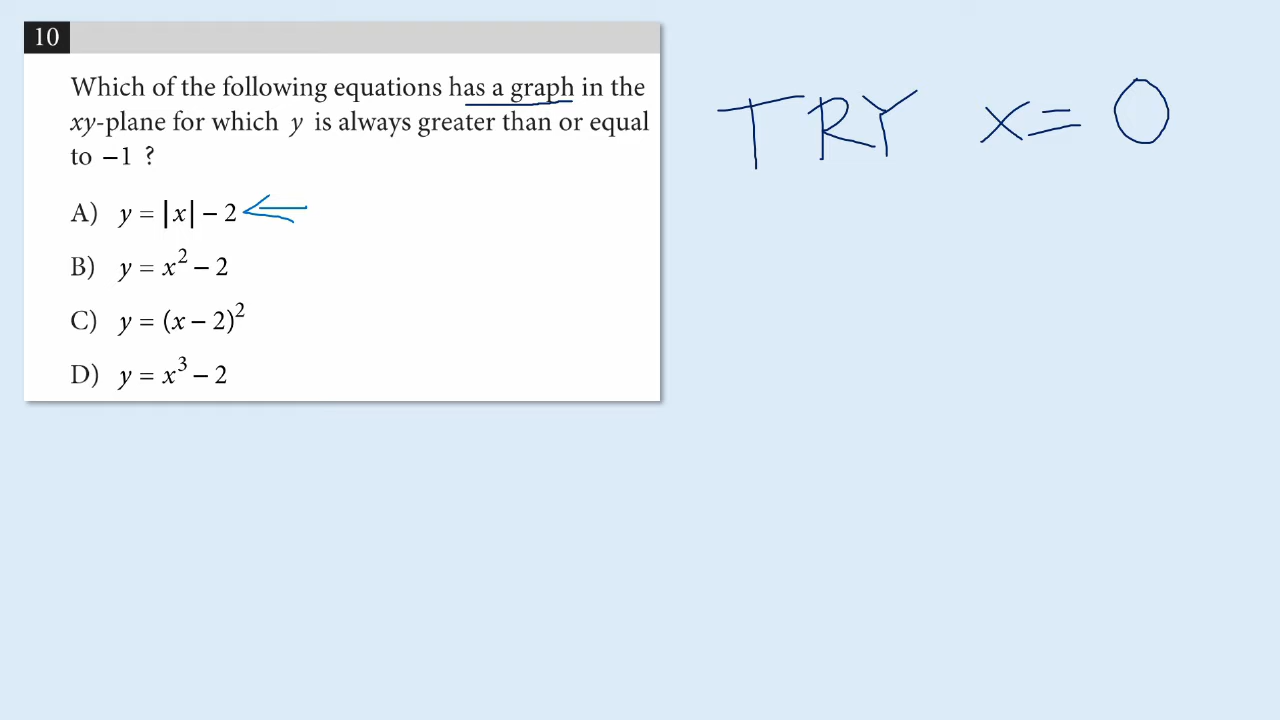 10
Which of the following equations has a graph in the
xy-plane for which y is always greater than or equal
to −1 ?
A) y = |x| − 2
B) y = x² − 2
C) y = (x − 2)²
D) y = x³ − 2
TRY x = 0